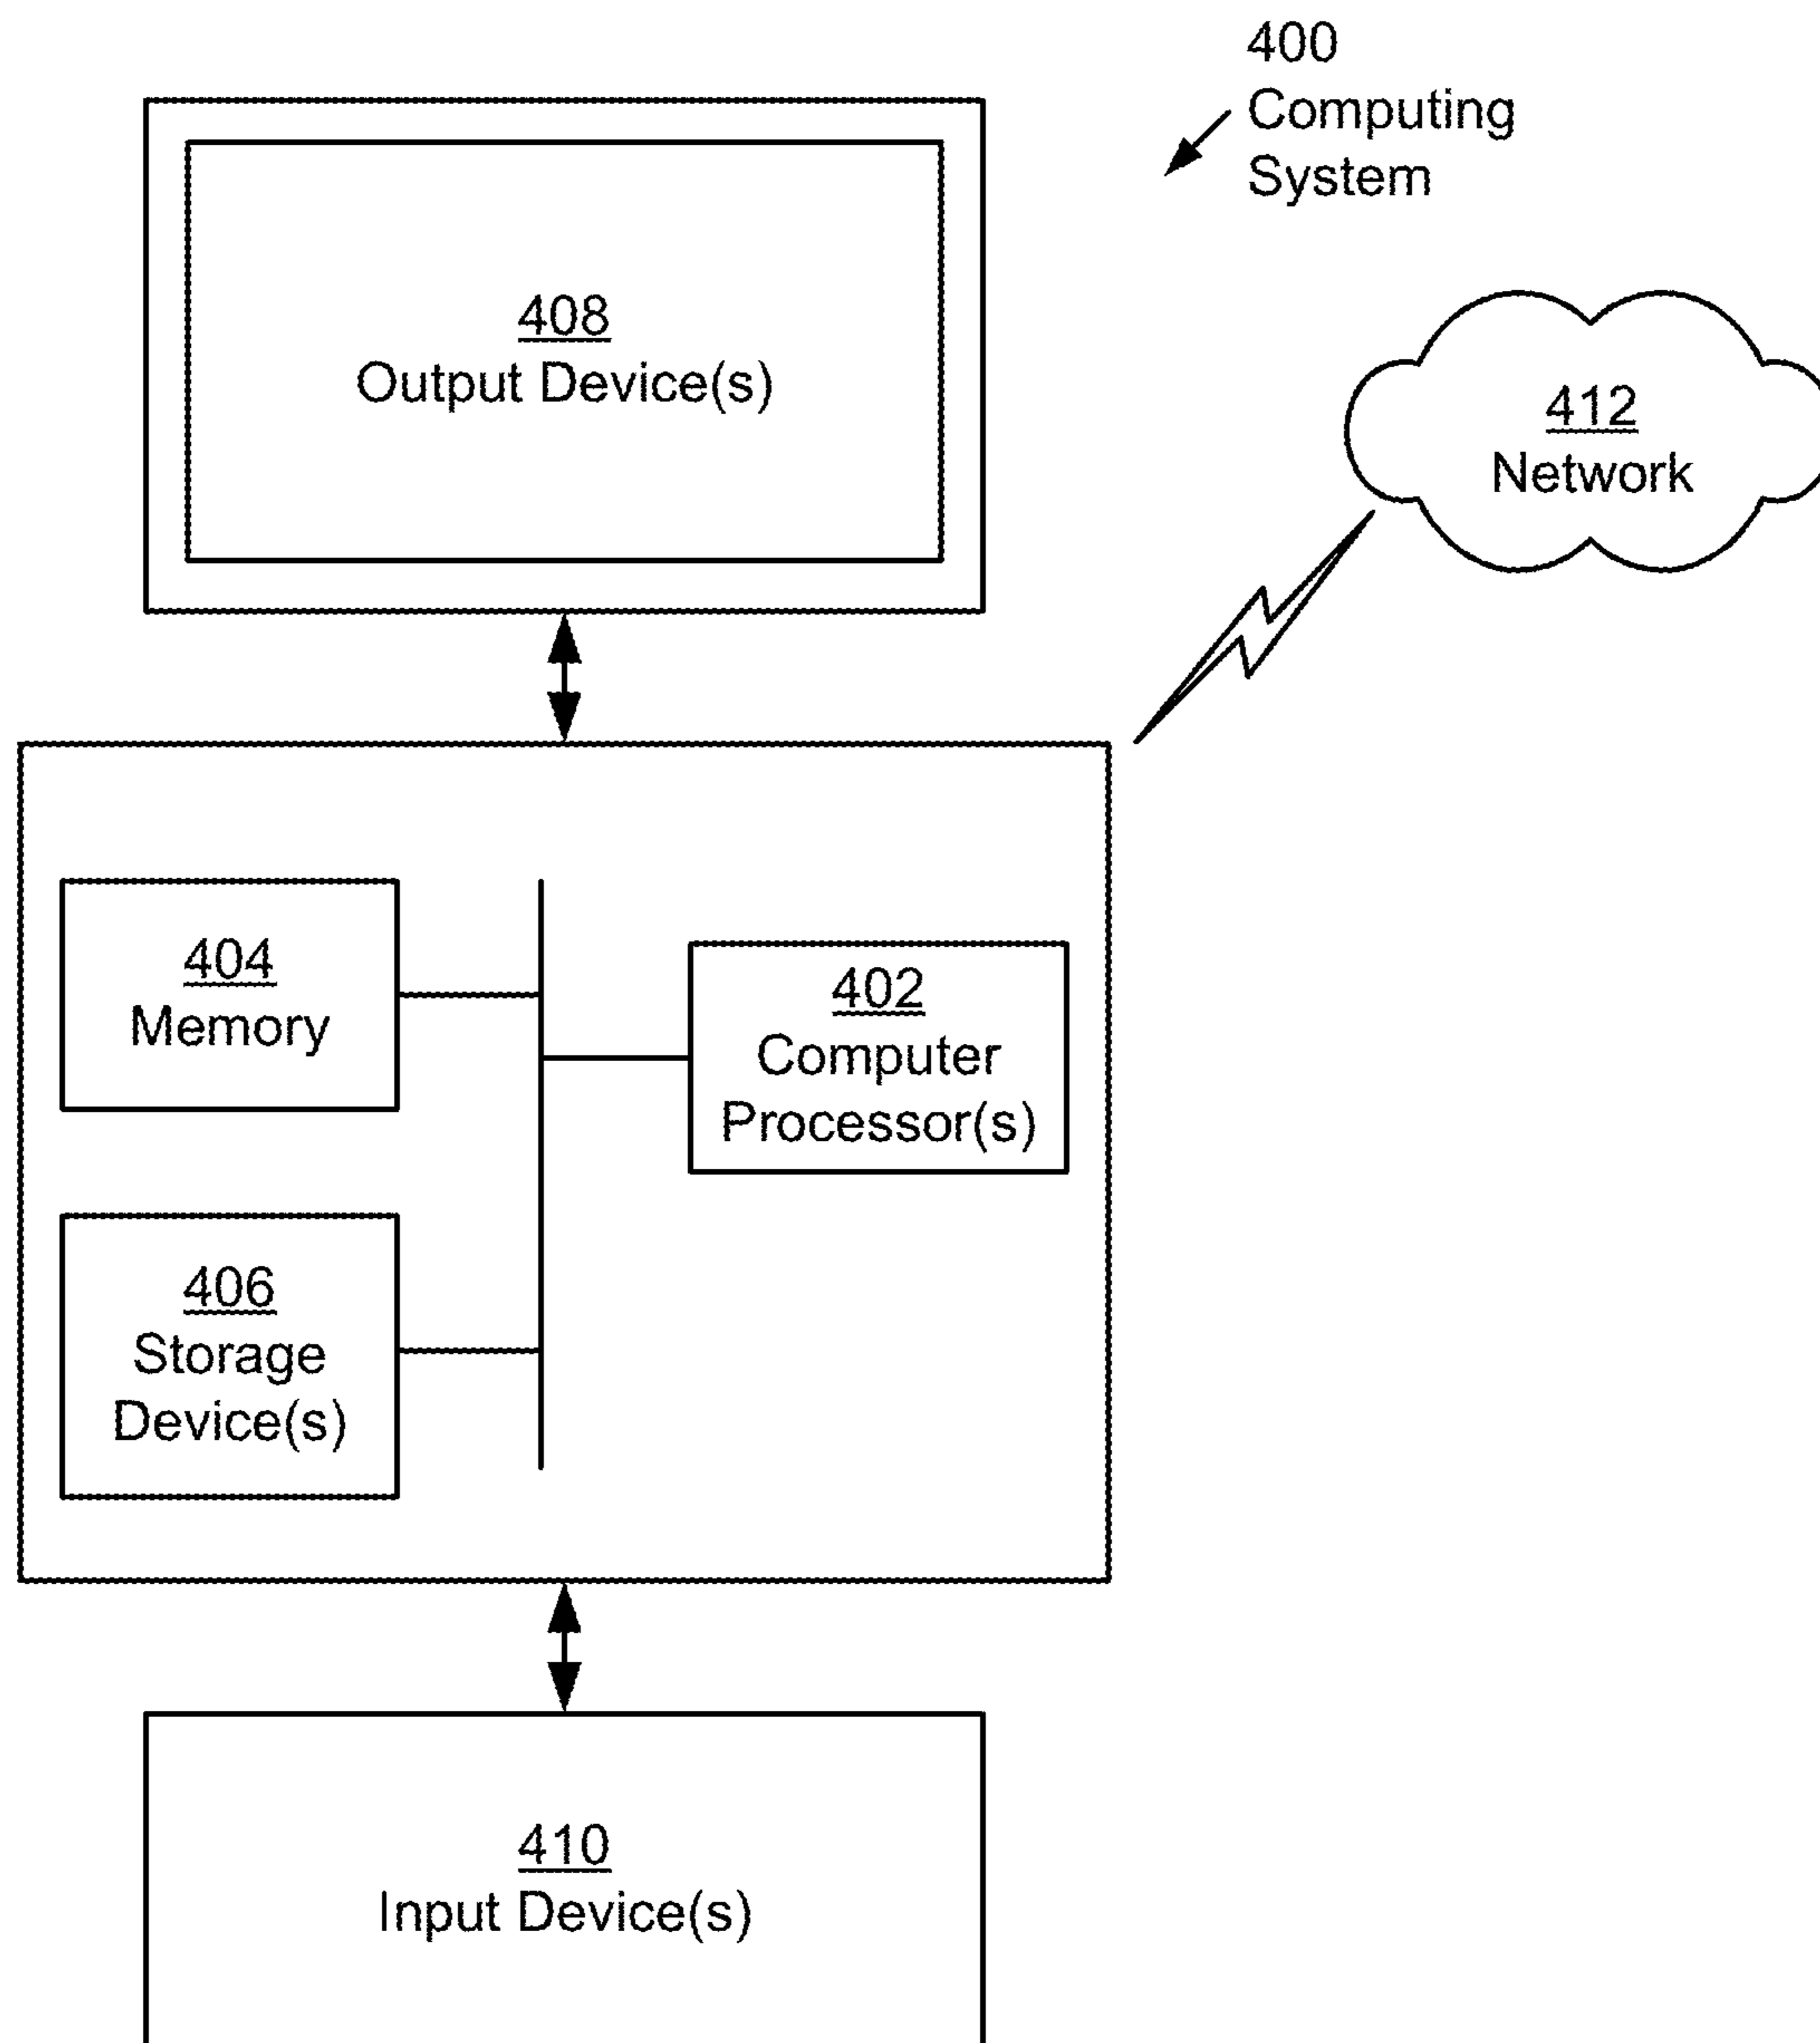 400
Computing
System
408
Output Device(s)
412
Network
404
Memory
402
Computer
Processor(s)
406
Storage
Device(s)
410
Input Device(s)